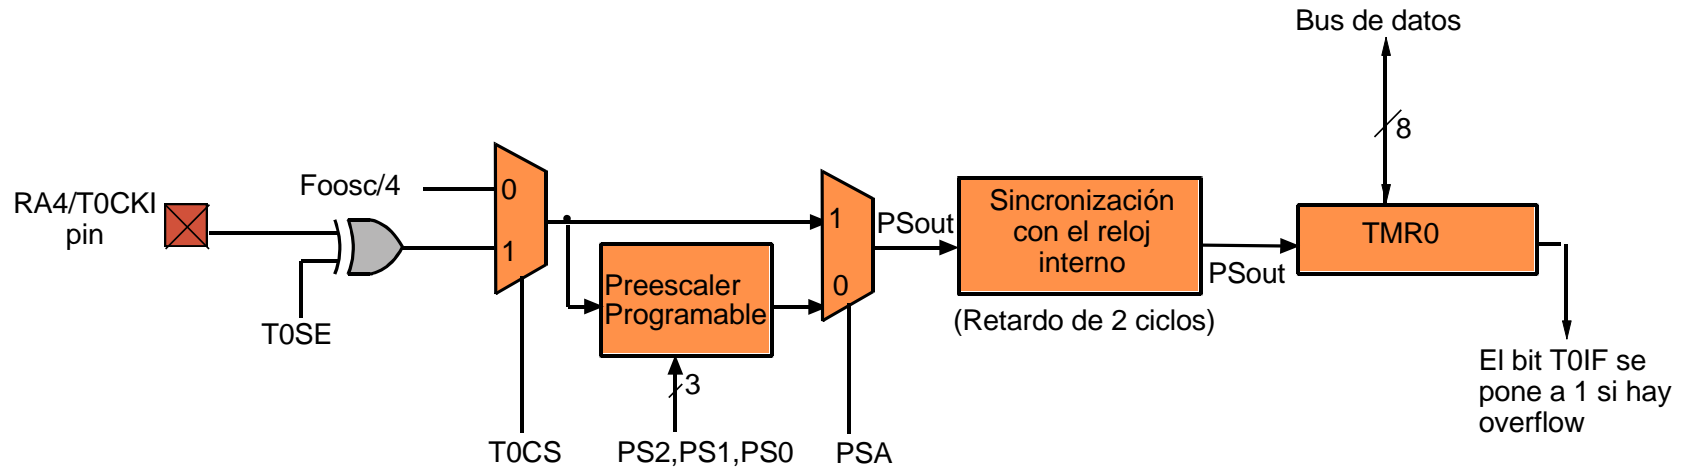 Bus de datos
8
RA4/T0CKI
pin
Foosc/4
0
1
T0SE
T0CS
Preescaler
Programable
3
PS2,PS1,PS0
1
0
PSA
PSout
Sincronización
con el reloj
interno
(Retardo de 2 ciclos)
PSout
TMR0
El bit T0IF se
pone a 1 si hay
overflow